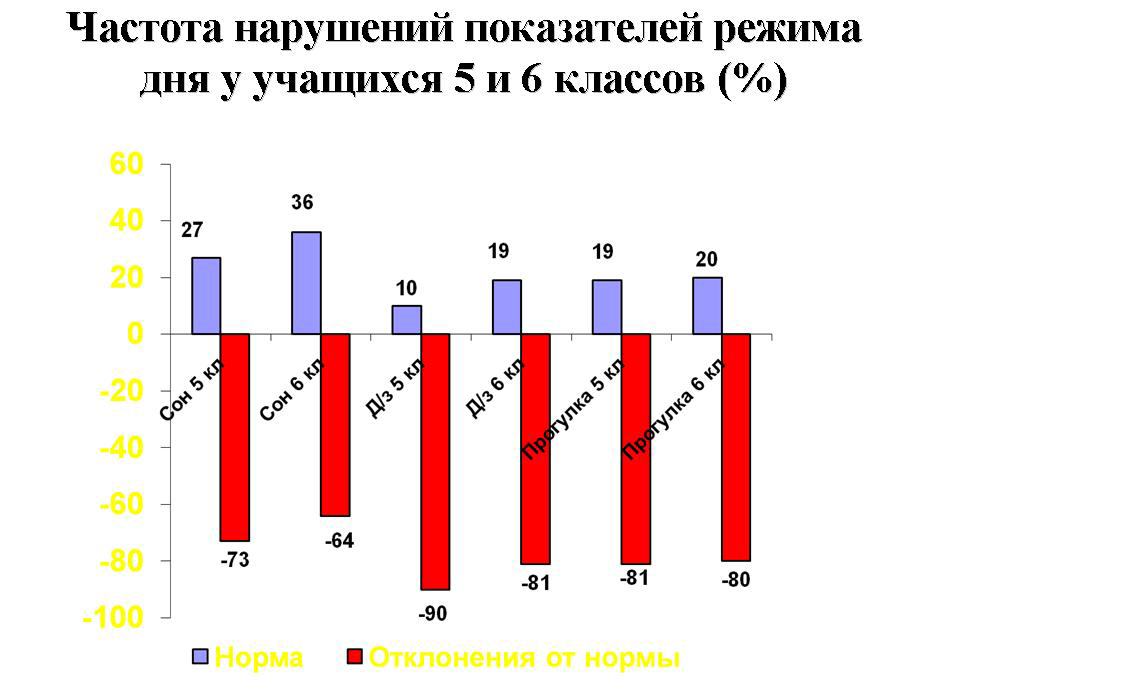 Частота нарушений показателей режима
дня у учащихся 5 и 6 классов (%)
60
40
20
0
-20
-40
-60
-80
-100
27
36
10
19
19
20
Сон 5 кл
Сон 6 кл
Д/з 5 кл
Д/з 6 кл
Прогулка 5 кл
Прогулка 6 кл
-73
-64
-90
-81
-81
-80
Норма
Отклонения от нормы